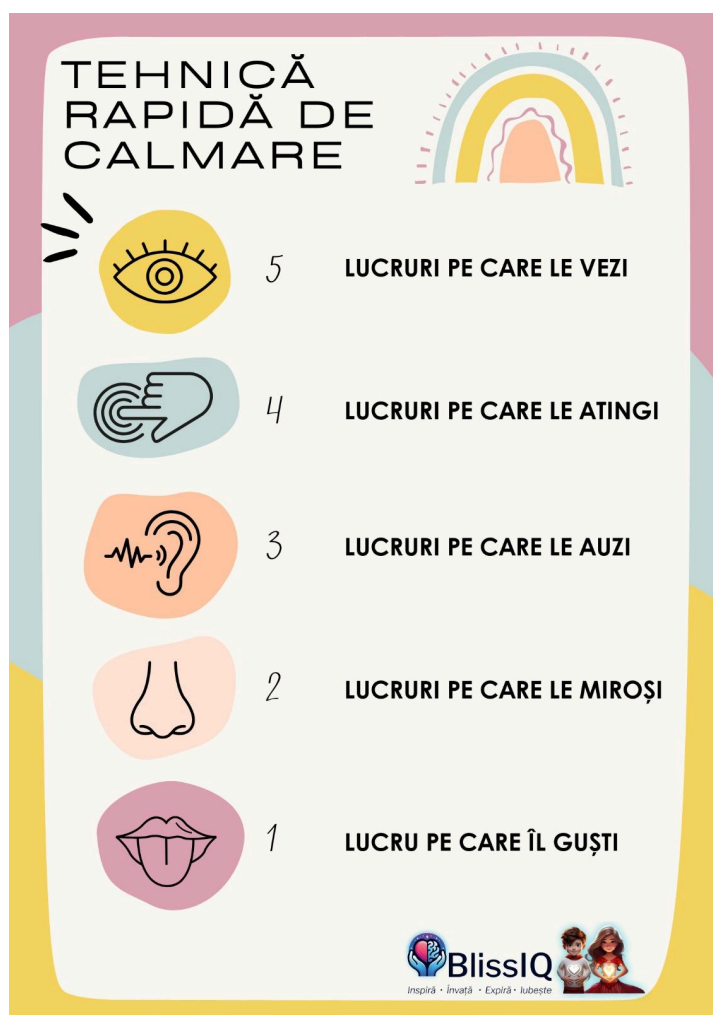 TEHNICĂ
RAPIDĂ DE
CALMARE
5 LUCRURI PE CARE LE VEZI
4 LUCRURI PE CARE LE ATINGI
3 LUCRURI PE CARE LE AUZI
2 LUCRURI PE CARE LE MIROȘI
1 LUCRU PE CARE ÎL GUȘTI
BlissIQ
Inspiră · Învață · Expiră · Iubește